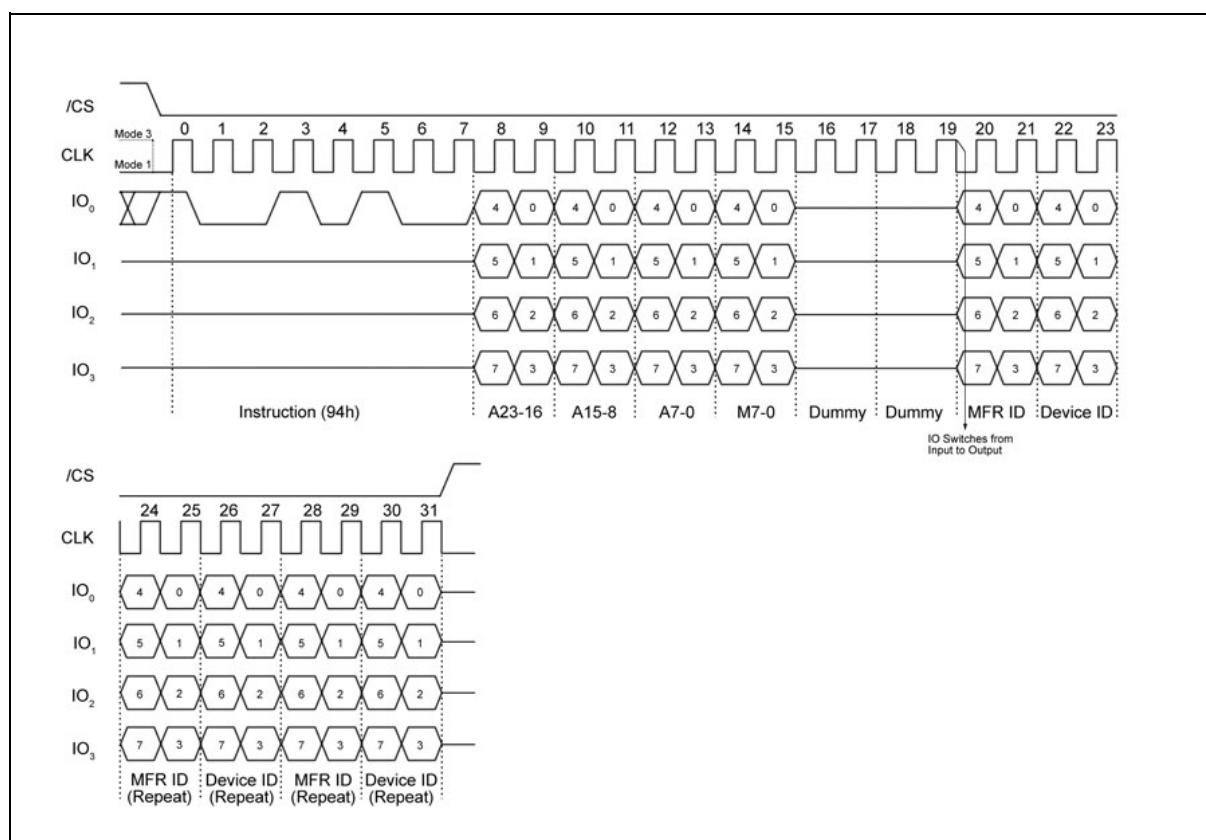 /CS
0 1 2 3 4 5 6 7 8 9 10 11 12 13 14 15 16 17 18 19 20 21 22 23
Mode 3
CLK
Mode 1
IO0 4 0 4 0 4 0 4 0 4 0 4 0
IO1 5 1 5 1 5 1 5 1 5 1 5 1
IO2 6 2 6 2 6 2 6 2 6 2 6 2
IO3 7 3 7 3 7 3 7 3 7 3 7 3
Instruction (94h) A23-16 A15-8 A7-0 M7-0 Dummy Dummy MFR ID Device ID
IO Switches from
Input to Output
/CS
24 25 26 27 28 29 30 31
CLK
IO0 4 0 4 0 4 0 4 0
IO1 5 1 5 1 5 1 5 1
IO2 6 2 6 2 6 2 6 2
IO3 7 3 7 3 7 3 7 3
MFR ID Device ID MFR ID Device ID
(Repeat) (Repeat) (Repeat) (Repeat)